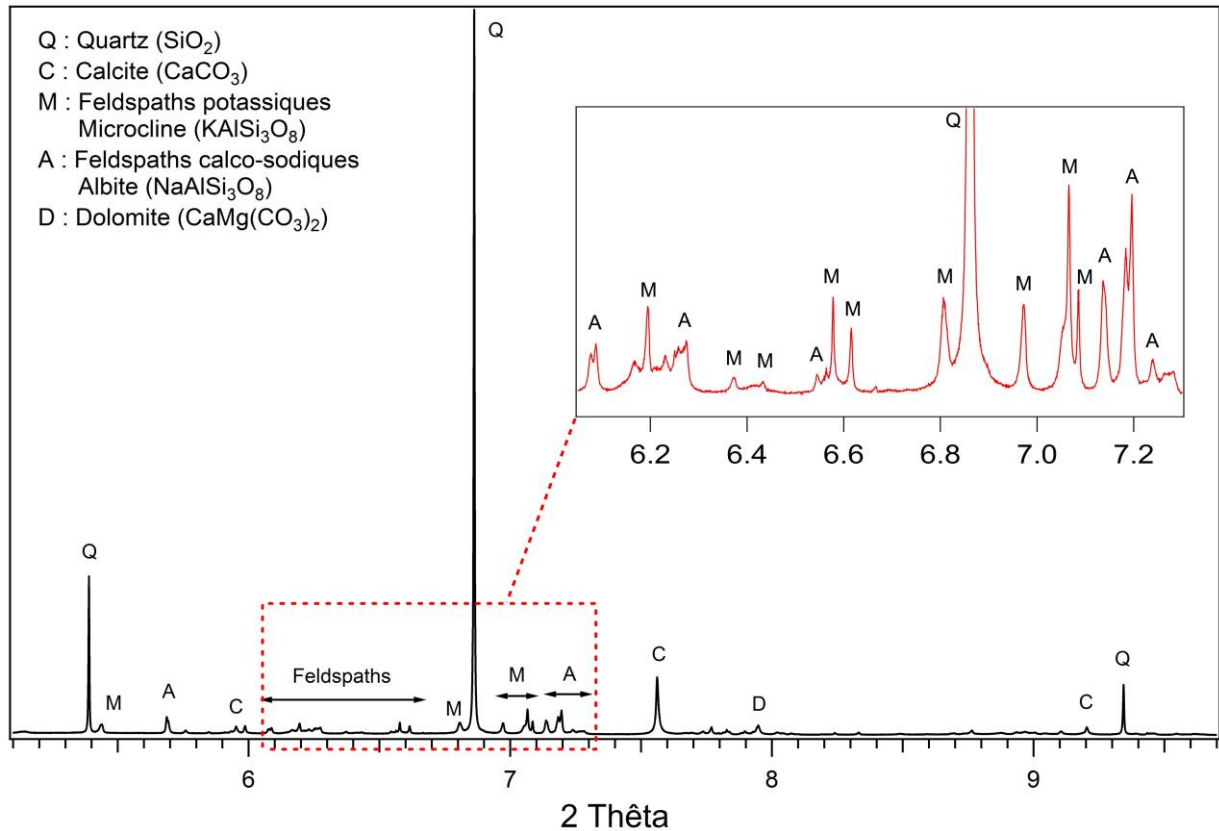 Q : Quartz (SiO₂)
C : Calcite (CaCO₃)
M : Feldspaths potassiques
Microcline (KAlSi₃O₈)
A : Feldspaths calco-sodiques
Albite (NaAlSi₃O₈)
D : Dolomite (CaMg(CO₃)₂)
Q
Q
A
M
A
M
M
A
M
M
M
M
M
M
A
A
A
6.2 6.4 6.6 6.8 7.0 7.2
Q
M
A
C
Feldspaths
M
M
A
C
D
C
Q
6 7 8 9
2 Thêta